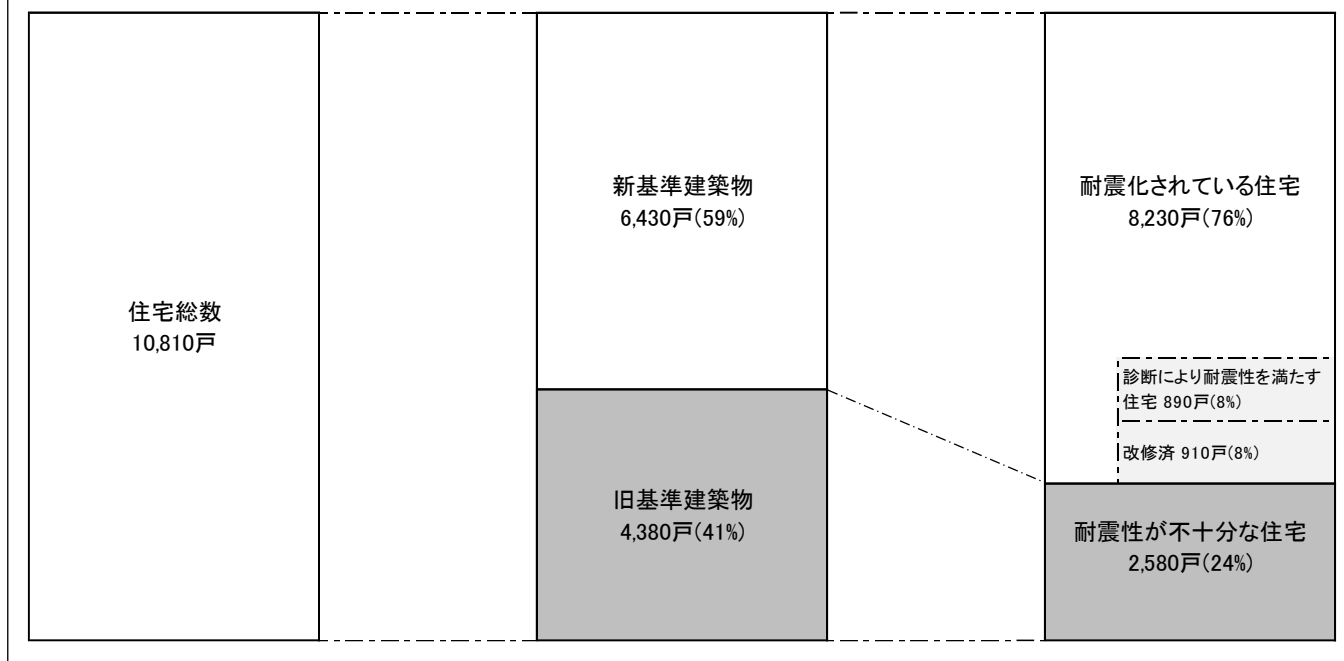 住宅総数
10,810戸
新基準建築物
6,430戸(59%)
旧基準建築物
4,380戸(41%)
耐震化されている住宅
8,230戸(76%)
診断により耐震性を満たす
住宅 890戸(8%)
改修済 910戸(8%)
耐震性が不十分な住宅
2,580戸(24%)